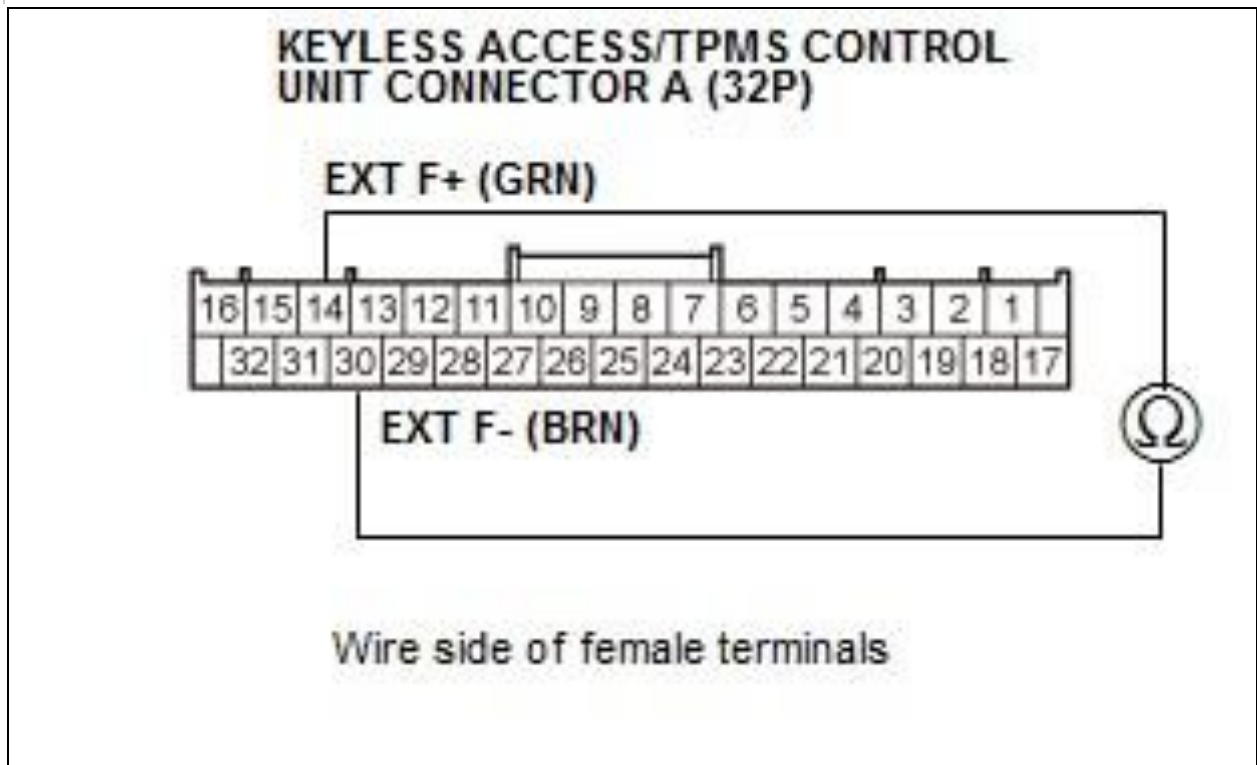 KEYLESS ACCESS/TPMS CONTROL
UNIT CONNECTOR A (32P)
EXT F+ (GRN)
16 15 14 13 12 11 10 9 8 7 6 5 4 3 2 1
32 31 30 29 28 27 26 25 24 23 22 21 20 19 18 17
EXT F- (BRN)
Ω
Wire side of female terminals